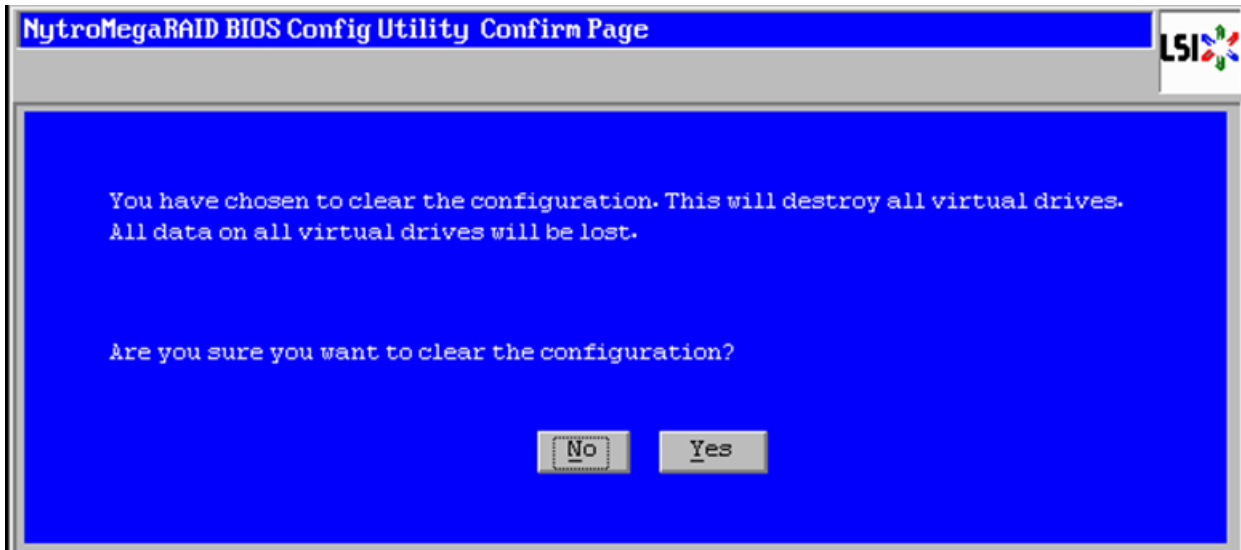 NytroMegaRAID BIOS Config Utility Confirm Page
LSI
You have chosen to clear the configuration. This will destroy all virtual drives.
All data on all virtual drives will be lost.
Are you sure you want to clear the configuration?
No Yes